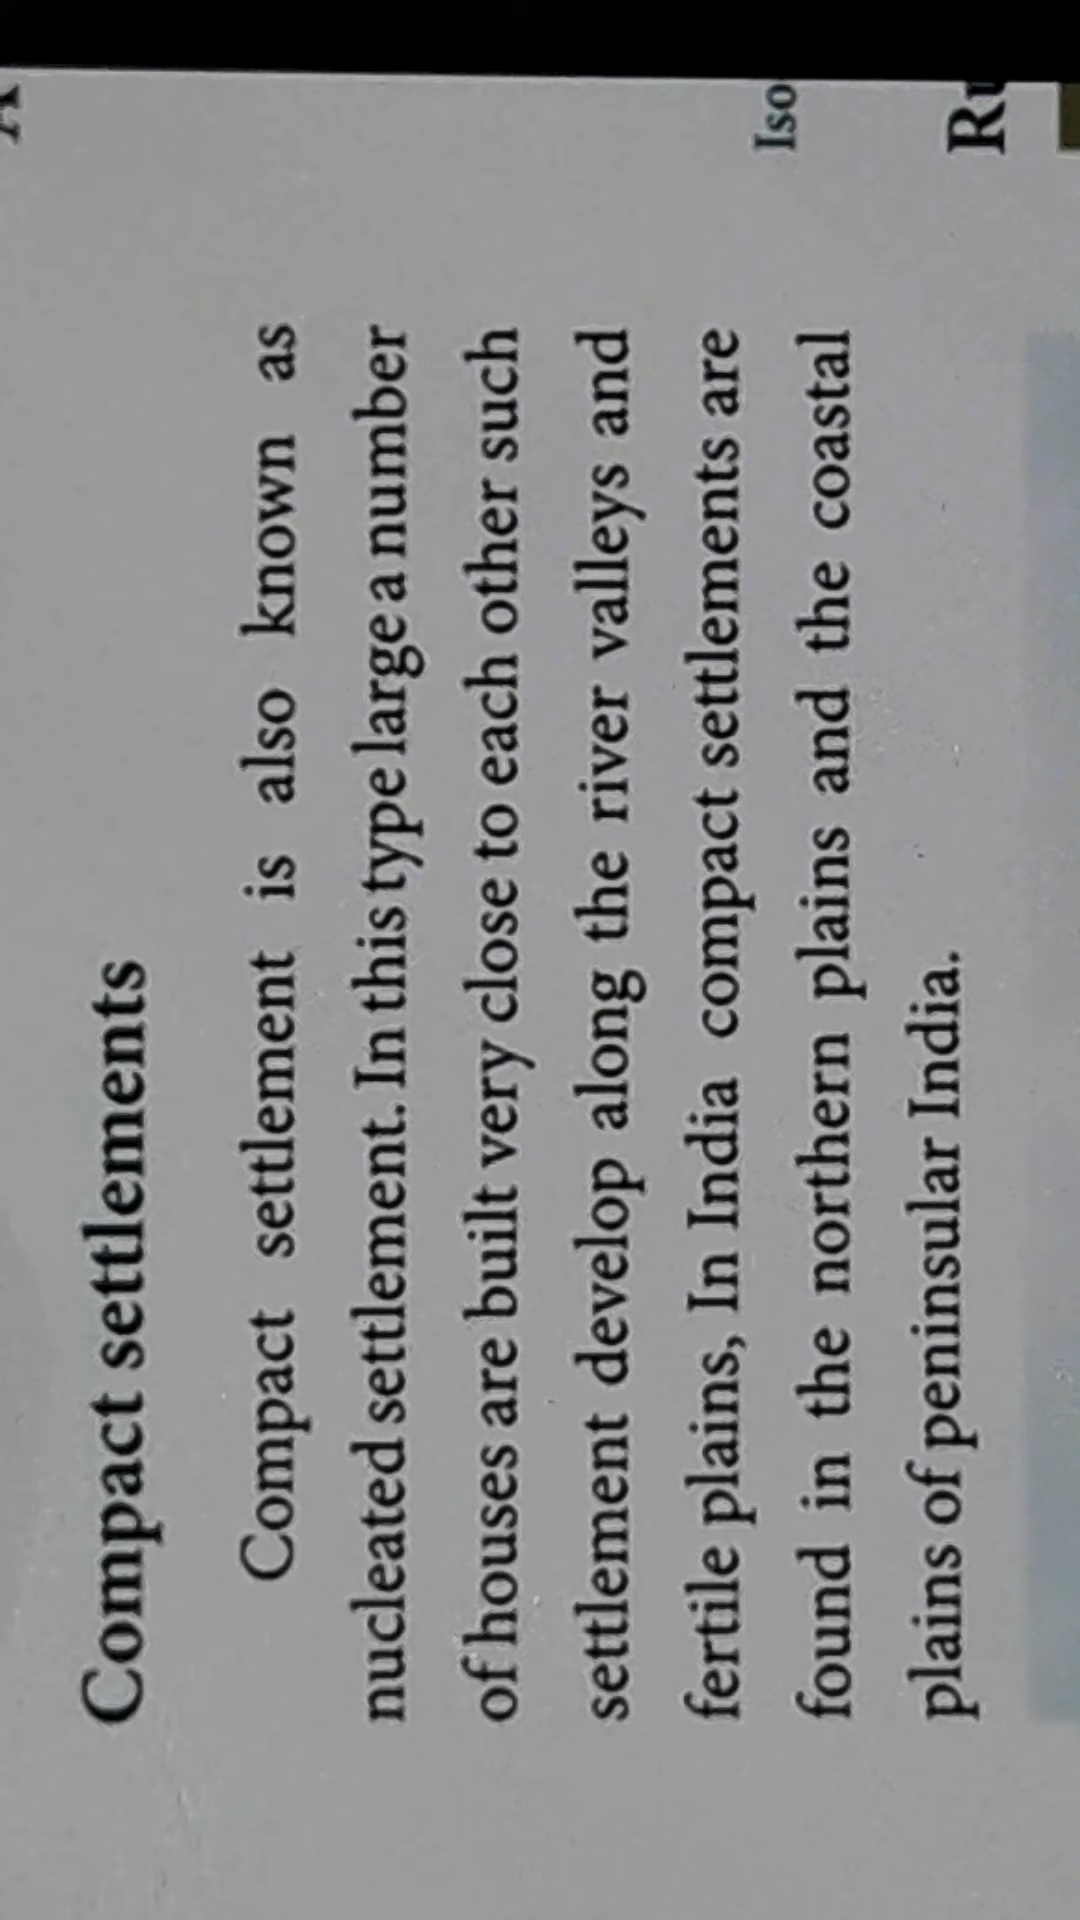 Compact settlements
Compact settlement is also known as
nucleated settlement. In this type large a number
of houses are built very close to each other such
settlement develop along the river valleys and
fertile plains, In India compact settlements are
found in the northern plains and the coastal
plains of peninsular India.
Iso